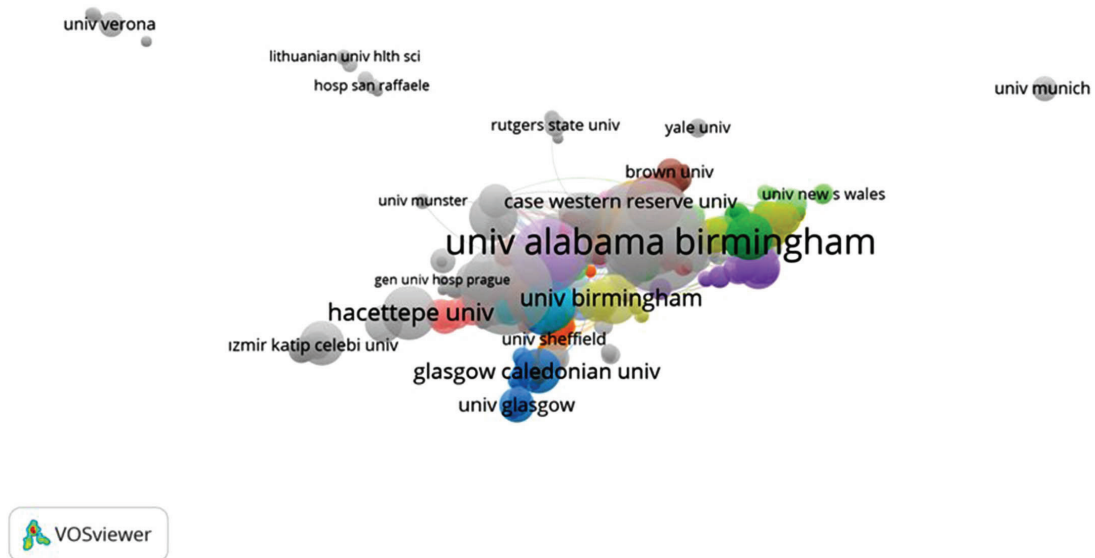 univ verona
lithuanian univ hlth sci
hosp san raffaele
univ munich
rutgers state univ
yale univ
brown univ
univ munster
case western reserve univ
univ new s wales
univ alabama birmingham
gen univ hosp prague
univ birmingham
hacettepe univ
univ sheffield
ızmir katip celebi univ
glasgow caledonian univ
univ glasgow
VOSviewer